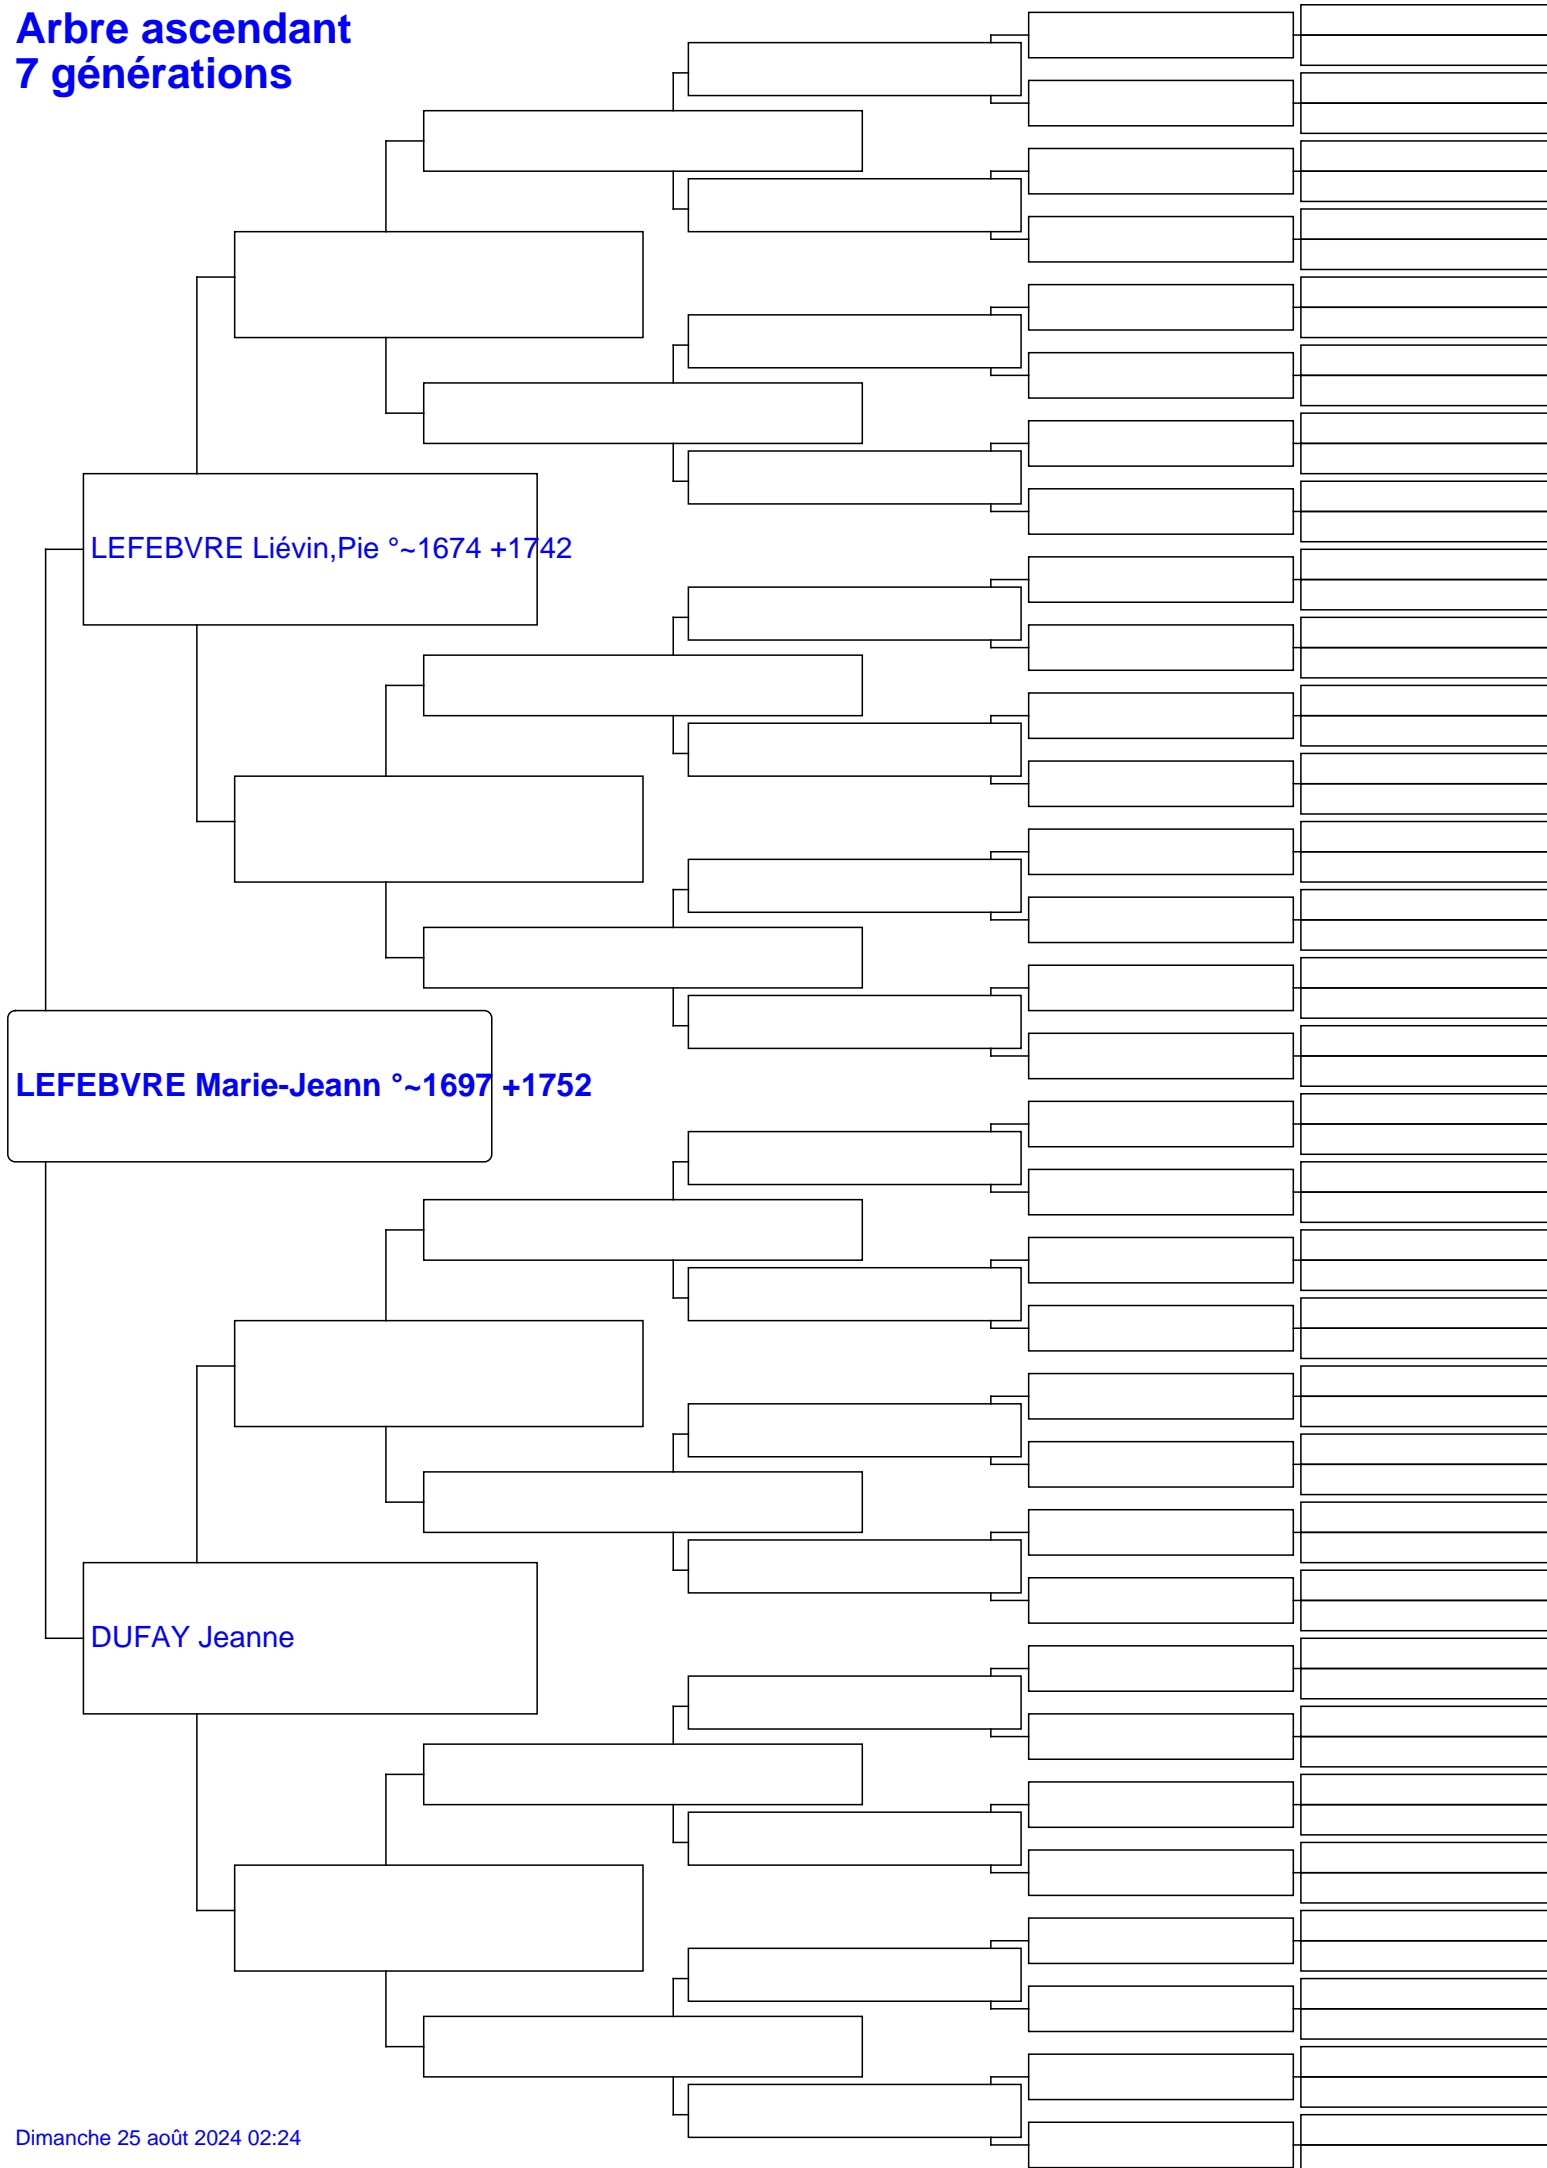 Arbre ascendant
7 générations
LEFEBVRE Liévin,Pie °~1674 +1742
LEFEBVRE Marie-Jeann °~1697 +1752
DUFAY Jeanne
Dimanche 25 août 2024 02:24